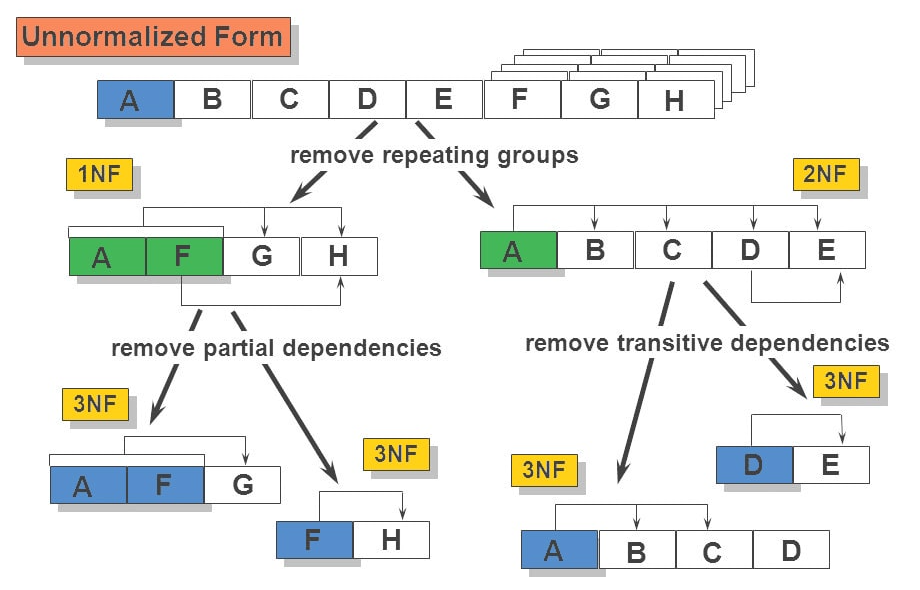 Unnormalized Form
A B C D E F G H
remove repeating groups
1NF
2NF
A F G H
A B C D E
remove partial dependencies
remove transitive dependencies
3NF
3NF
3NF
3NF
A F G
D E
F H
A B C D